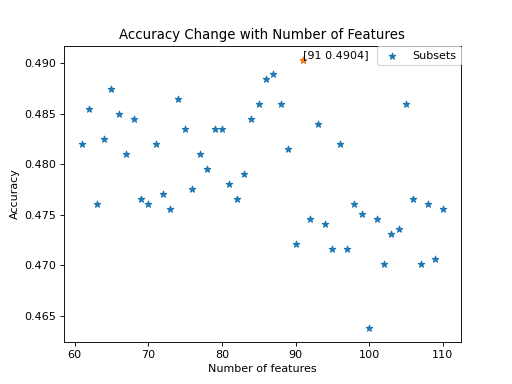 Accuracy Change with Number of Features
[91 0.4904]
Subsets
0.490
0.485
0.480
0.475
0.470
0.465
Accuracy
60 70 80 90 100 110
Number of features